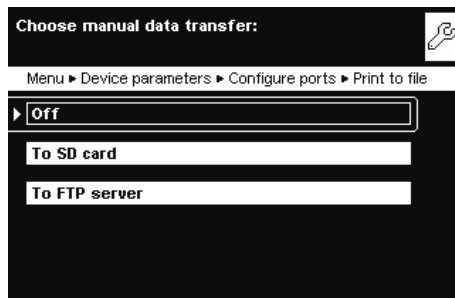 Choose manual data transfer:
Menu ▸ Device parameters ▸ Configure ports ▸ Print to file
Off
To SD card
To FTP server